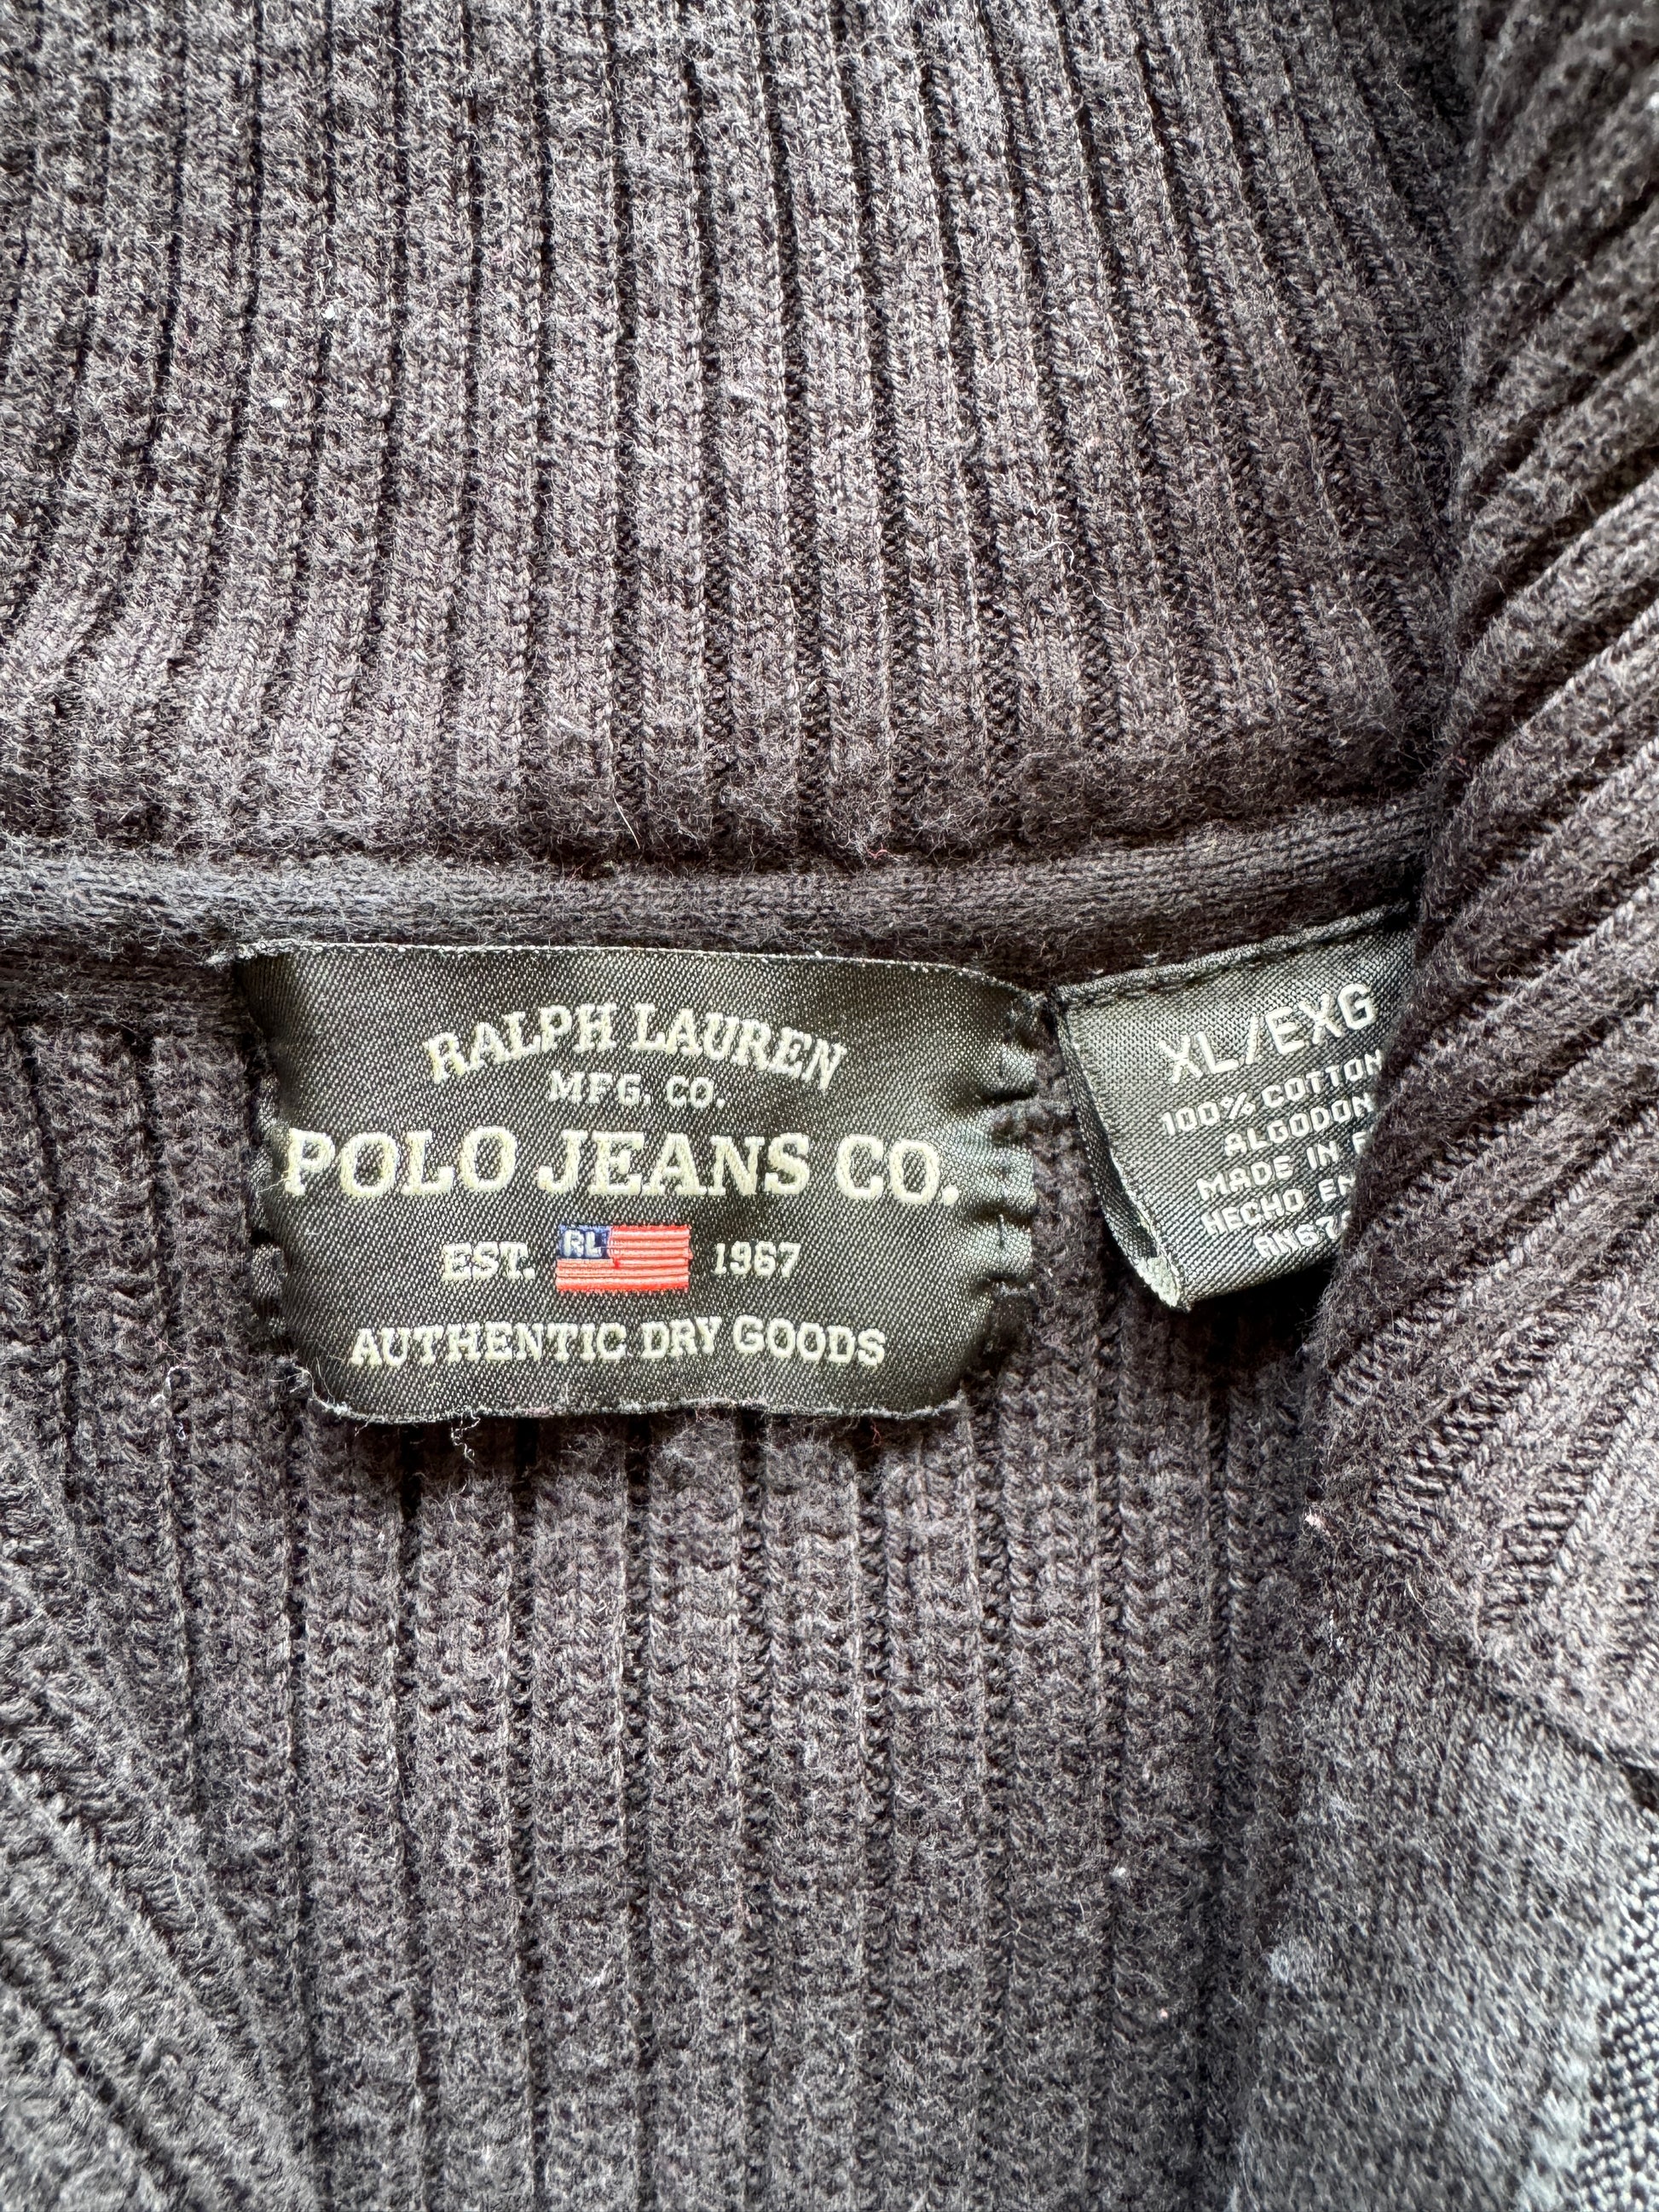 RALPH LAUREN
MFG. CO.
POLO JEANS CO.
EST. RL 1967
AUTHENTIC DRY GOODS
XL/EXG
100% COTTON
ALGODON
MADE IN
HECHO EN